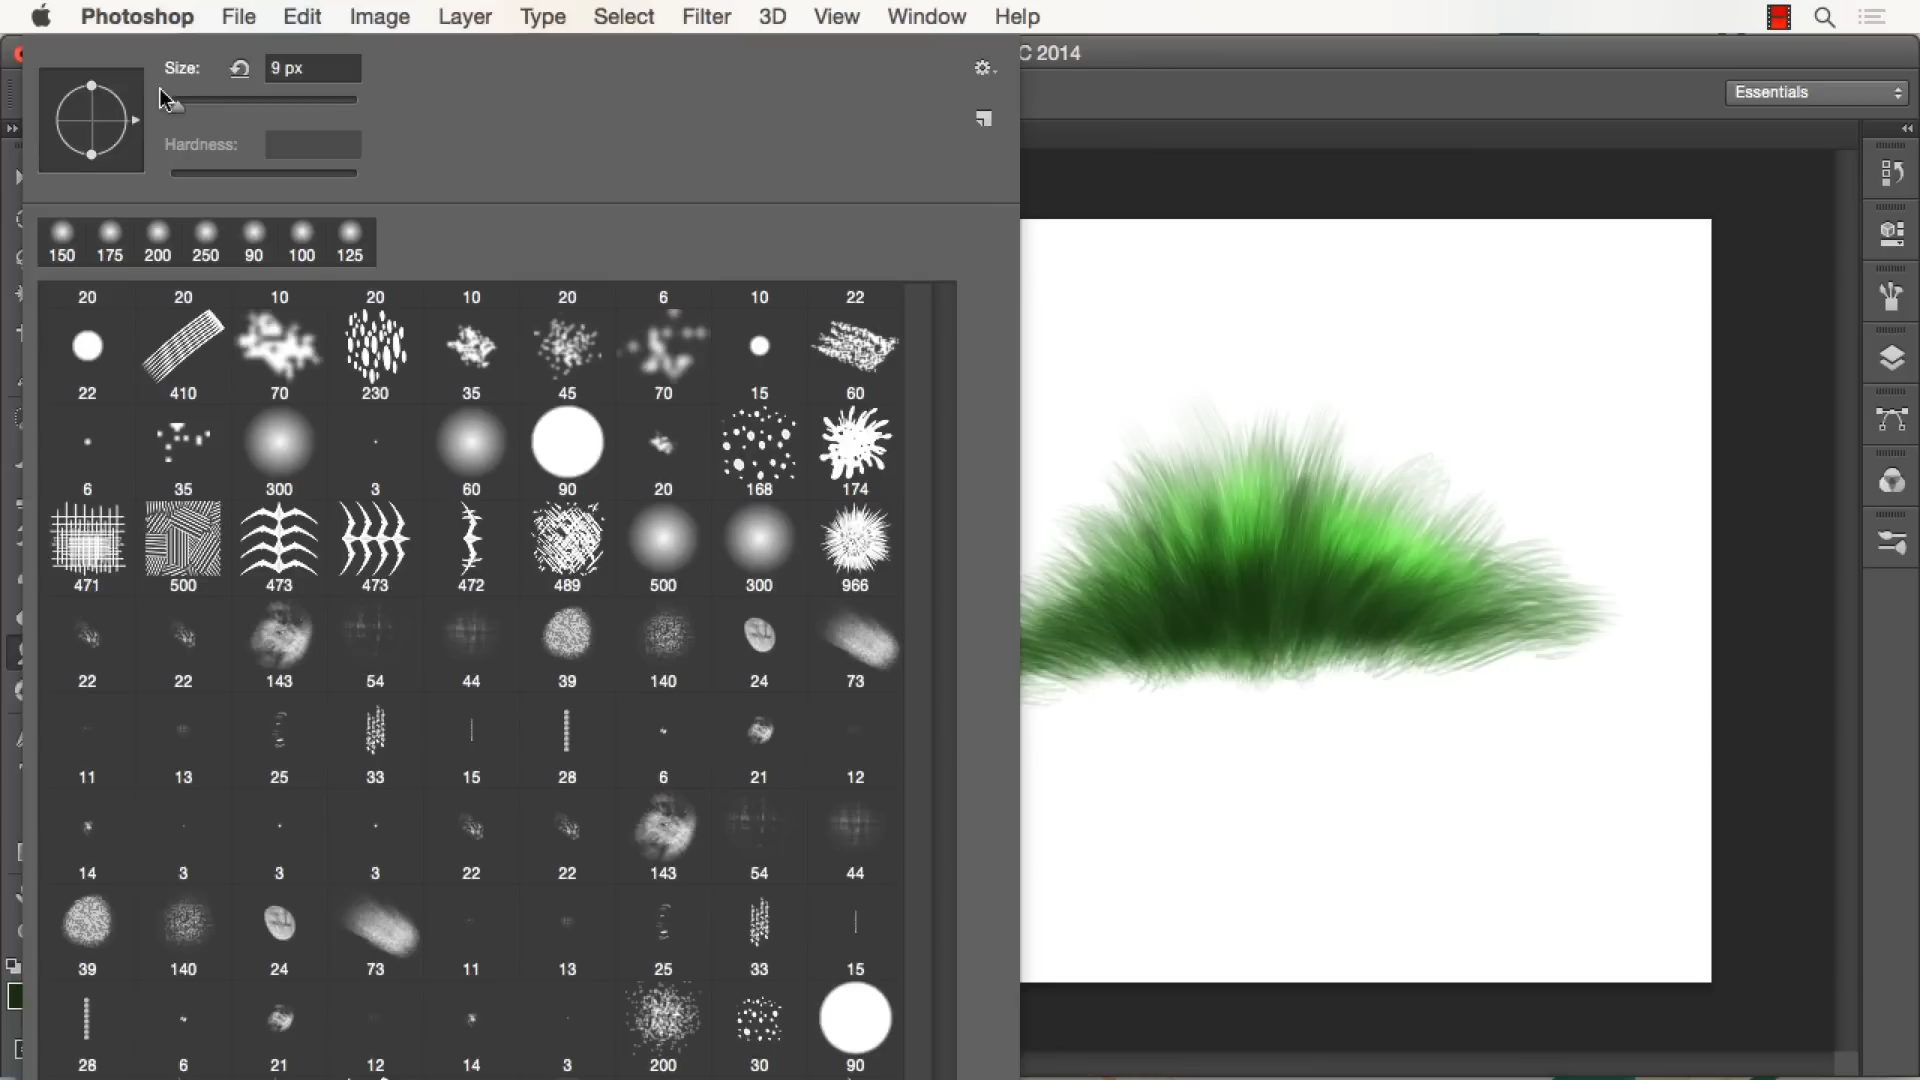 Photoshop File Edit Image Layer Type Select Filter 3D View Window Help
C 2014
Size: 9 px
Essentials
Hardness:
150 175 200 250 90 100 125
20 20 10 20 10 20 6 10 22
22 410 70 230 35 45 70 15 60
6 35 300 3 60 90 20 168 174
471 500 473 473 472 489 500 300 966
22 22 143 54 44 39 140 24 73
11 13 25 33 15 28 6 21 12
14 3 3 3 22 22 143 54 44
39 140 24 73 11 13 25 33 15
28 6 21 12 14 3 200 30 90